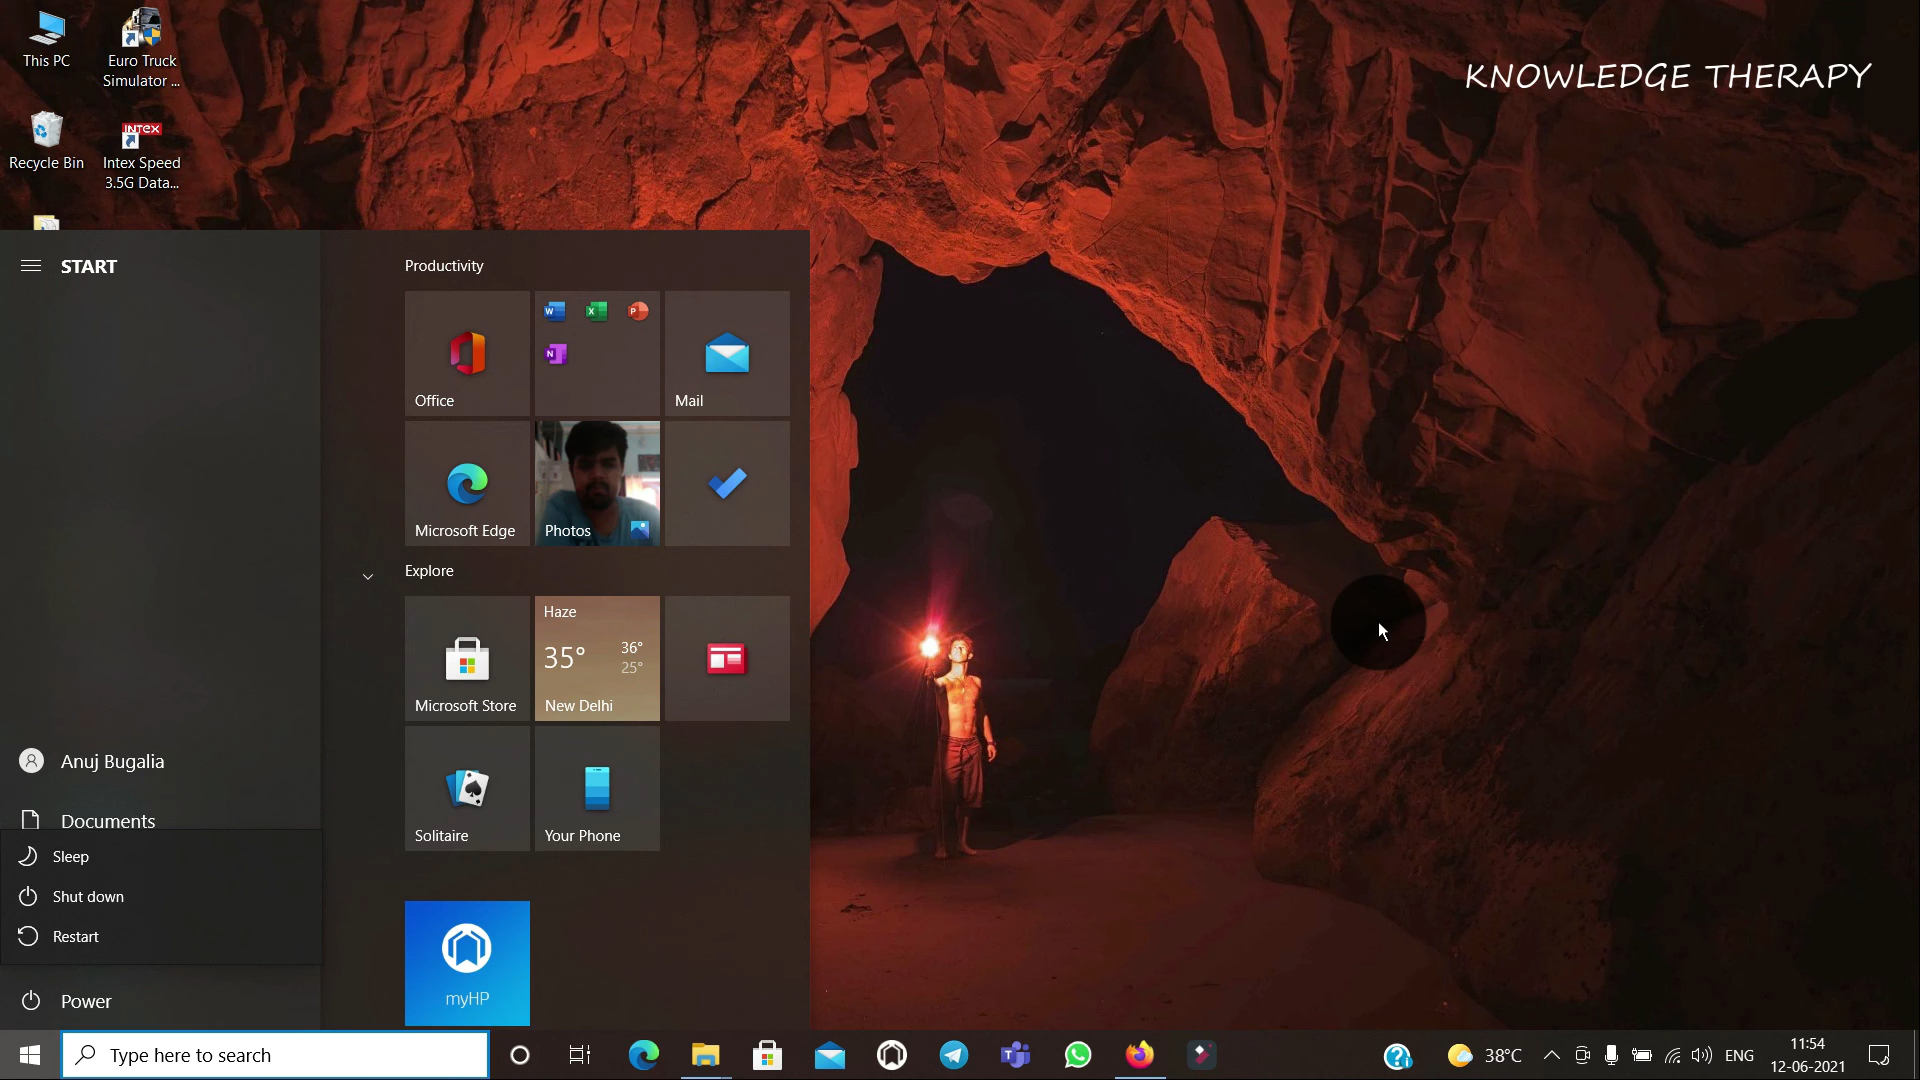 This PC
Euro Truck
Simulator ...
KNOWLEDGE THERAPY
Recycle Bin
INTEX
Intex Speed
3.5G Data...
START
Productivity
Office
W
X
P
N
Mail
Microsoft Edge
Photos
Explore
Microsoft Store
Haze
35°
36°
25°
New Delhi
Anuj Bugalia
Documents
Solitaire
Your Phone
Sleep
Shut down
Restart
myHP
Power
Type here to search
38°C
ENG
11:54
12-06-2021